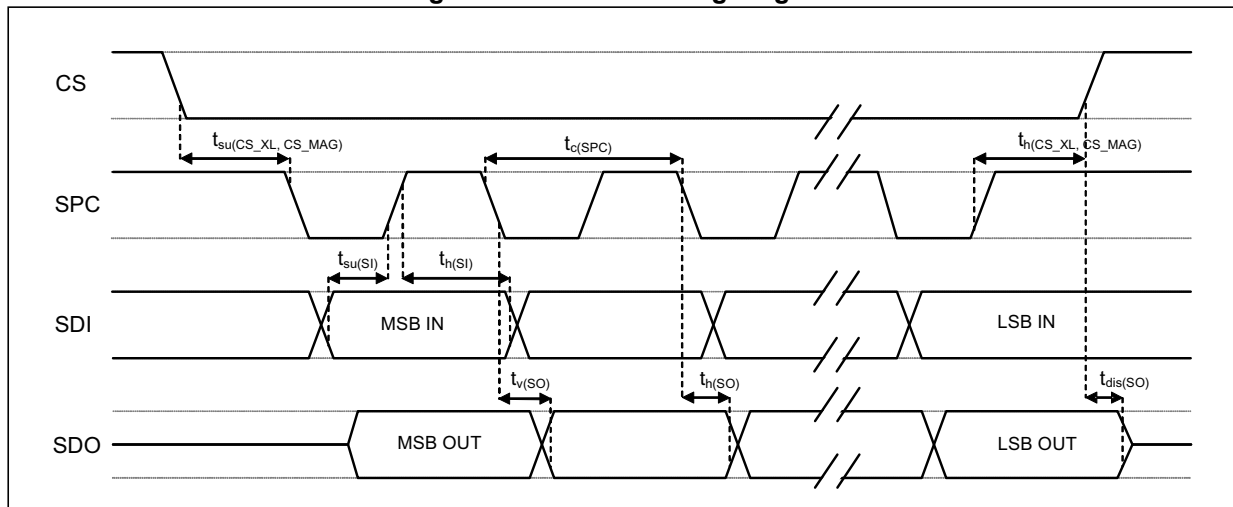 CS
tsu(CS_XL, CS_MAG)
tc(SPC)
th(CS_XL, CS_MAG)
SPC
tsu(SI)
th(SI)
SDI
MSB IN
LSB IN
tv(SO)
th(SO)
tdis(SO)
SDO
MSB OUT
LSB OUT